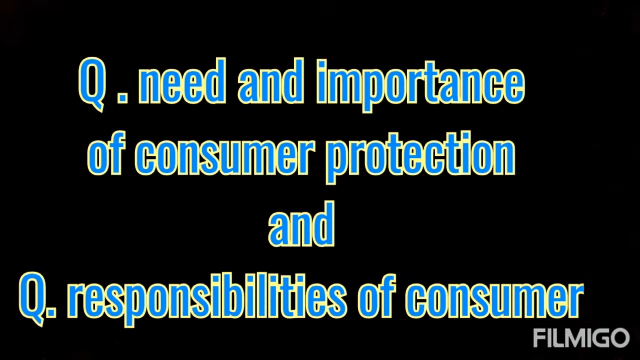 Q . need and importance
of consumer protection
and
Q. responsibilities of consumer
FILMIGO